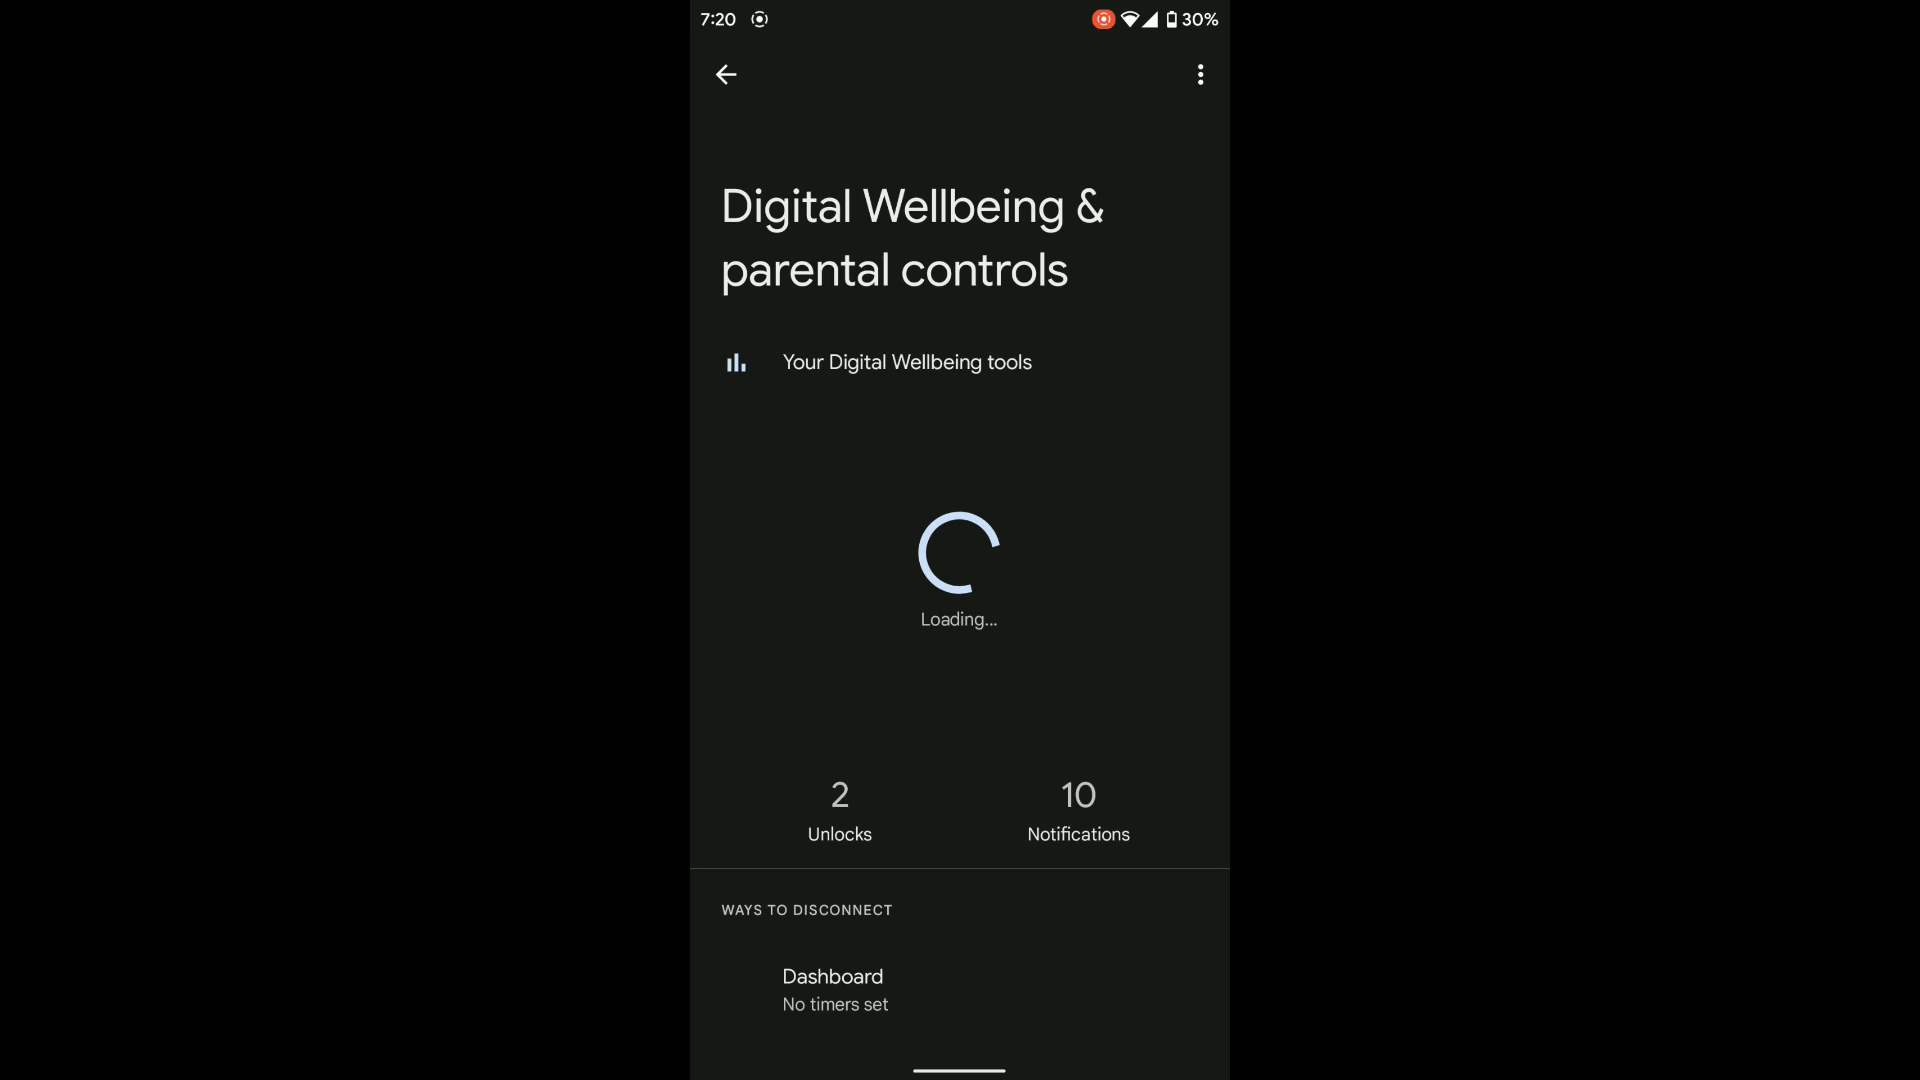 7:20 30%
Digital Wellbeing &
parental controls
Your Digital Wellbeing tools
Loading...
2 10
Unlocks Notifications
WAYS TO DISCONNECT
Dashboard
No timers set